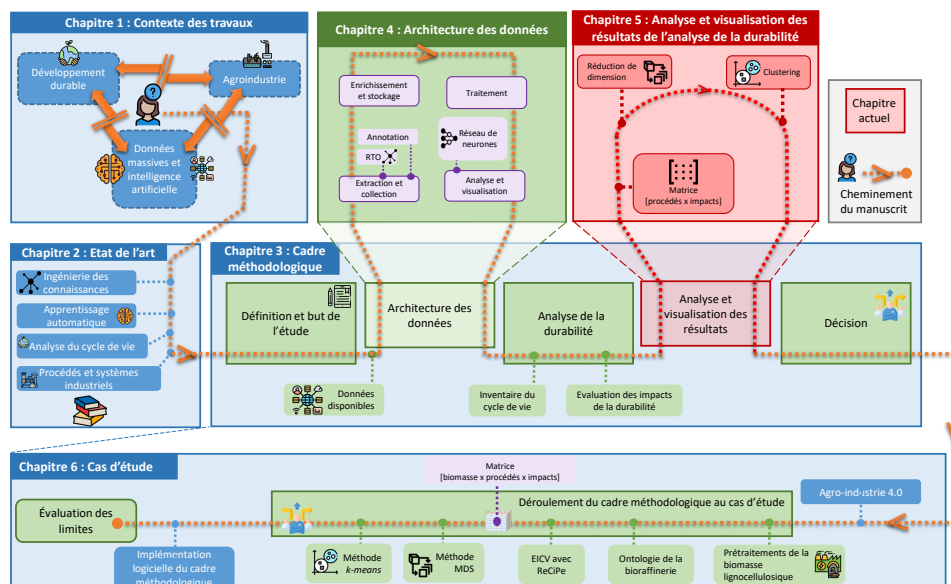 Chapitre 1 : Contexte des travaux
Développement
durable
Agroindustrie
Données
massives et
intelligence
artificielle
Chapitre 4 : Architecture des données
Enrichissement
et stockage
Traitement
Annotation
RTO
Réseau de
neurones
Extraction et
collection
Analyse et
visualisation
Chapitre 5 : Analyse et visualisation des
résultats de l'analyse de la durabilité
Réduction de
dimension
Clustering
Matrice
[procédés x impacts]
Chapitre
actuel
Cheminement
du manuscrit
Chapitre 2 : Etat de l'art
Ingénierie des
connaissances
Apprentissage
automatique
Analyse du cycle de vie
Procédés et systèmes
industriels
Chapitre 3 : Cadre
méthodologique
Définition et but de
l'étude
Architecture des
données
Analyse de la
durabilité
Analyse et
visualisation des
résultats
Décision
Données
disponibles
Inventaire du
cycle de vie
Evaluation des impacts
de la durabilité
Chapitre 6 : Cas d'étude
Matrice
[biomasse x procédés x impacts]
Évaluation des
limites
Déroulement du cadre méthodologique au cas d'étude
Agro-industrie 4.0
Implémentation
logicielle du cadre
méthodologique
Méthode
k-means
Méthode
MDS
EICV avec
ReCiPe
Ontologie de la
bioraffinerie
Prétraitements de la
biomasse
lignocellulosique